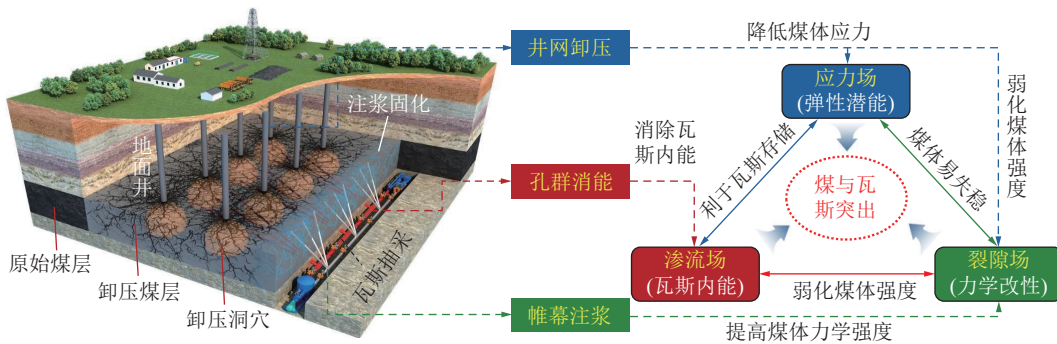 注浆固化
地面井
原始煤层
卸压煤层
卸压洞穴
瓦斯抽采
井网卸压
孔群消能
帷幕注浆
降低煤体应力
消除瓦
斯内能
提高煤体力学强度
弱化煤体强度
应力场
(弹性潜能)
利于瓦斯存储
煤体易失稳
煤与瓦
斯突出
渗流场
(瓦斯内能)
弱化煤体强度
裂隙场
(力学改性)